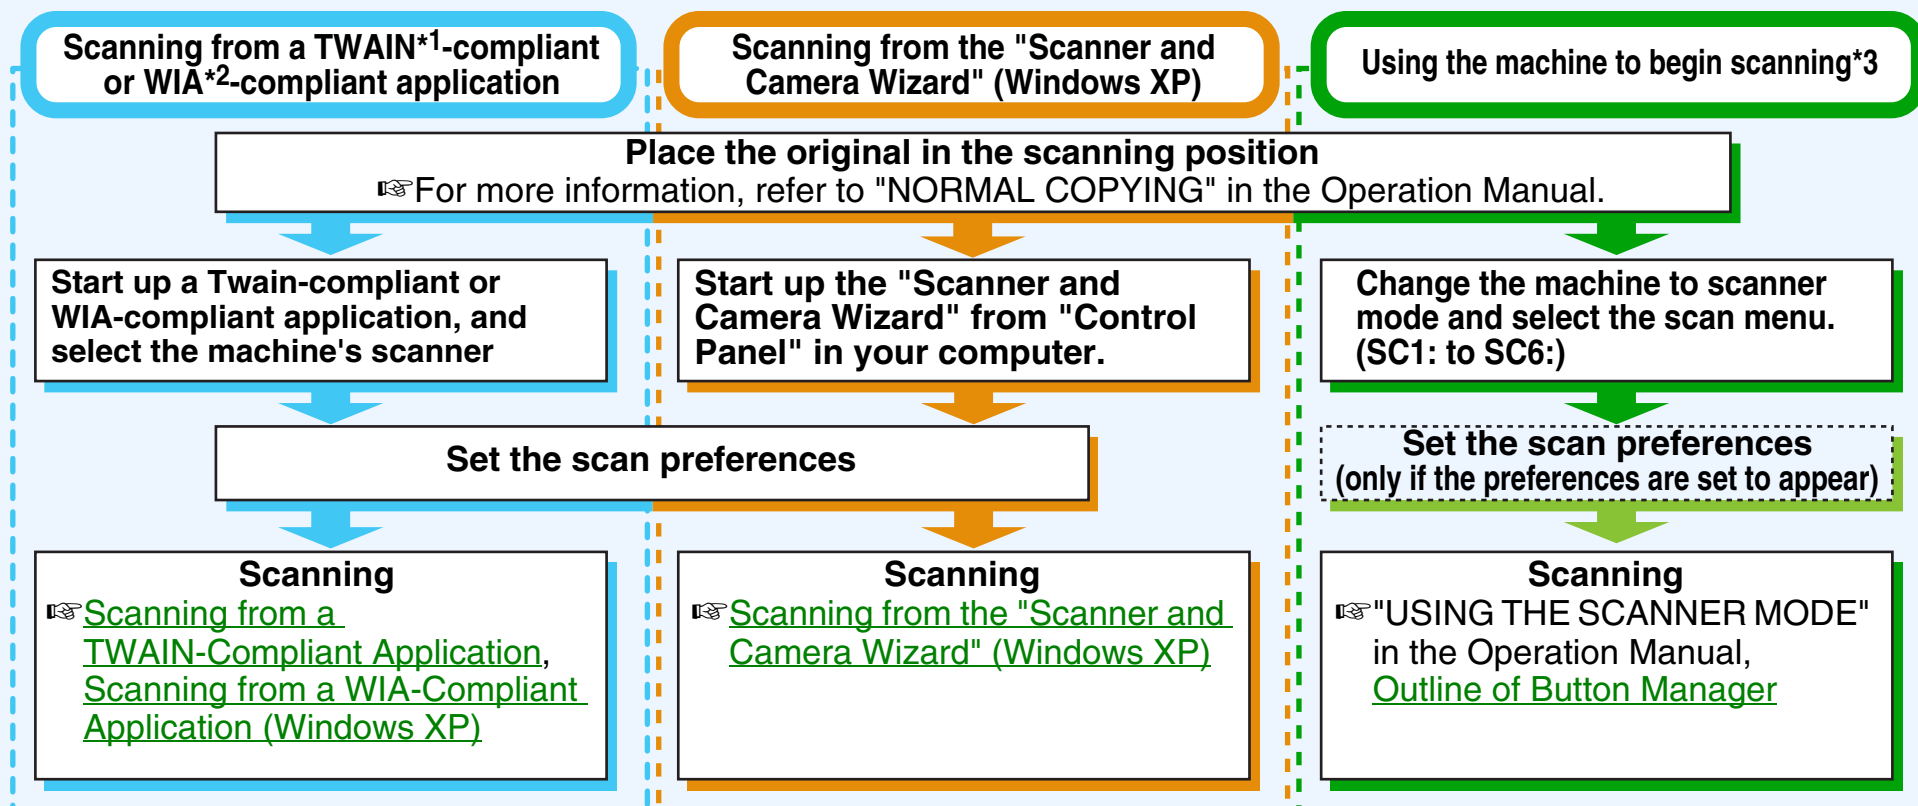 Scanning from a TWAIN*1-compliant
or WIA*2-compliant application
Scanning from the "Scanner and
Camera Wizard" (Windows XP)
Using the machine to begin scanning*3
Place the original in the scanning position
☞For more information, refer to "NORMAL COPYING" in the Operation Manual.
Start up a Twain-compliant or
WIA-compliant application, and
select the machine's scanner
Start up the "Scanner and
Camera Wizard" from "Control
Panel" in your computer.
Change the machine to scanner
mode and select the scan menu.
(SC1: to SC6:)
Set the scan preferences
Set the scan preferences
(only if the preferences are set to appear)
Scanning
☞Scanning from a
TWAIN-Compliant Application,
Scanning from a WIA-Compliant
Application (Windows XP)
Scanning
☞Scanning from the "Scanner and
Camera Wizard" (Windows XP)
Scanning
☞"USING THE SCANNER MODE"
in the Operation Manual,
Outline of Button Manager